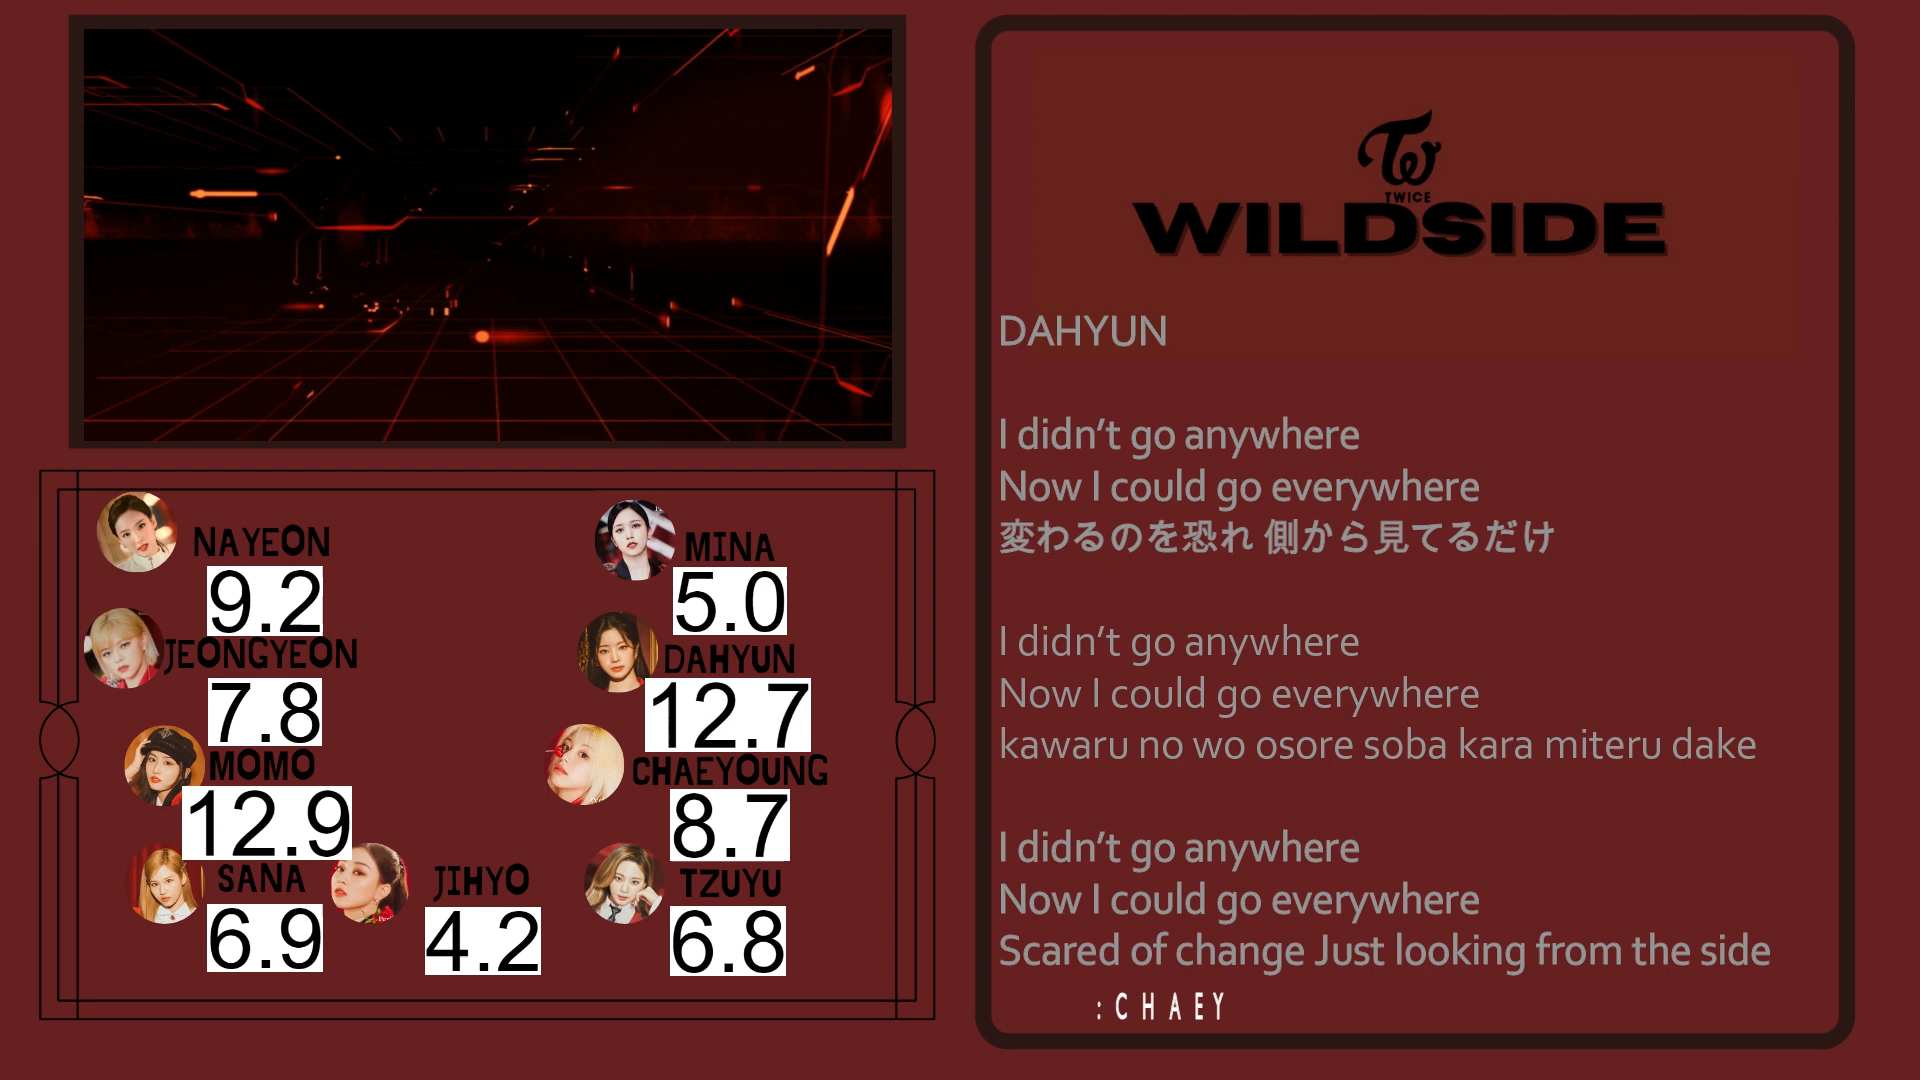 TWICE
WILDSIDE
DAHYUN
I didn't go anywhere
Now I could go everywhere
変わるのを恐れ 側から見てるだけ
I didn't go anywhere
Now I could go everywhere
kawaru no wo osore soba kara miteru dake
I didn't go anywhere
Now I could go everywhere
Scared of change Just looking from the side
:CHAEY
NAYEON
9.2
JEONGYEON
7.8
MOMO
12.9
SANA
6.9
JIHYO
4.2
MINA
5.0
DAHYUN
12.7
CHAEYOUNG
8.7
TZUYU
6.8